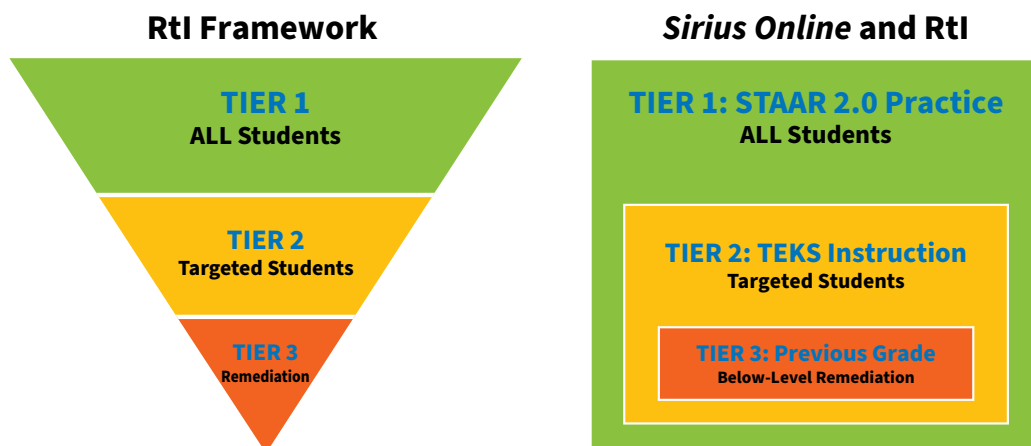 RtI Framework
TIER 1
ALL Students
TIER 2
Targeted Students
TIER 3
Remediation
Sirius Online and RtI
TIER 1: STAAR 2.0 Practice
ALL Students
TIER 2: TEKS Instruction
Targeted Students
TIER 3: Previous Grade
Below-Level Remediation